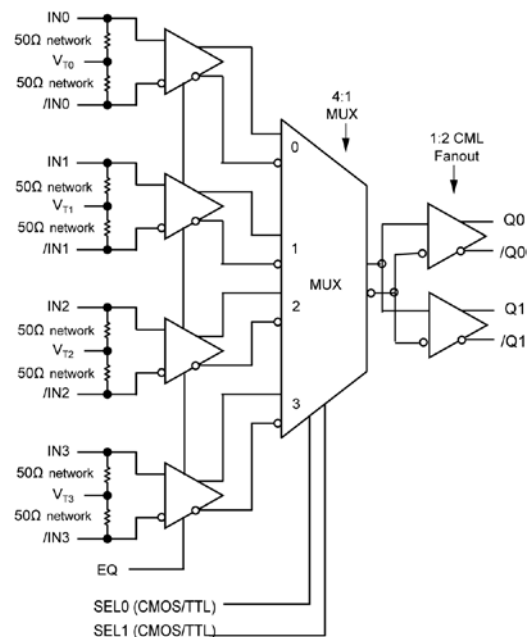 IN0
50Ω network
VT0
50Ω network
/IN0
IN1
50Ω network
VT1
50Ω network
/IN1
IN2
50Ω network
VT2
50Ω network
/IN2
IN3
50Ω network
VT3
50Ω network
/IN3
EQ
SEL0 (CMOS/TTL)
SEL1 (CMOS/TTL)
4:1
MUX
0
1
MUX
2
3
1:2 CML
Fanout
Q0
/Q0
Q1
/Q1